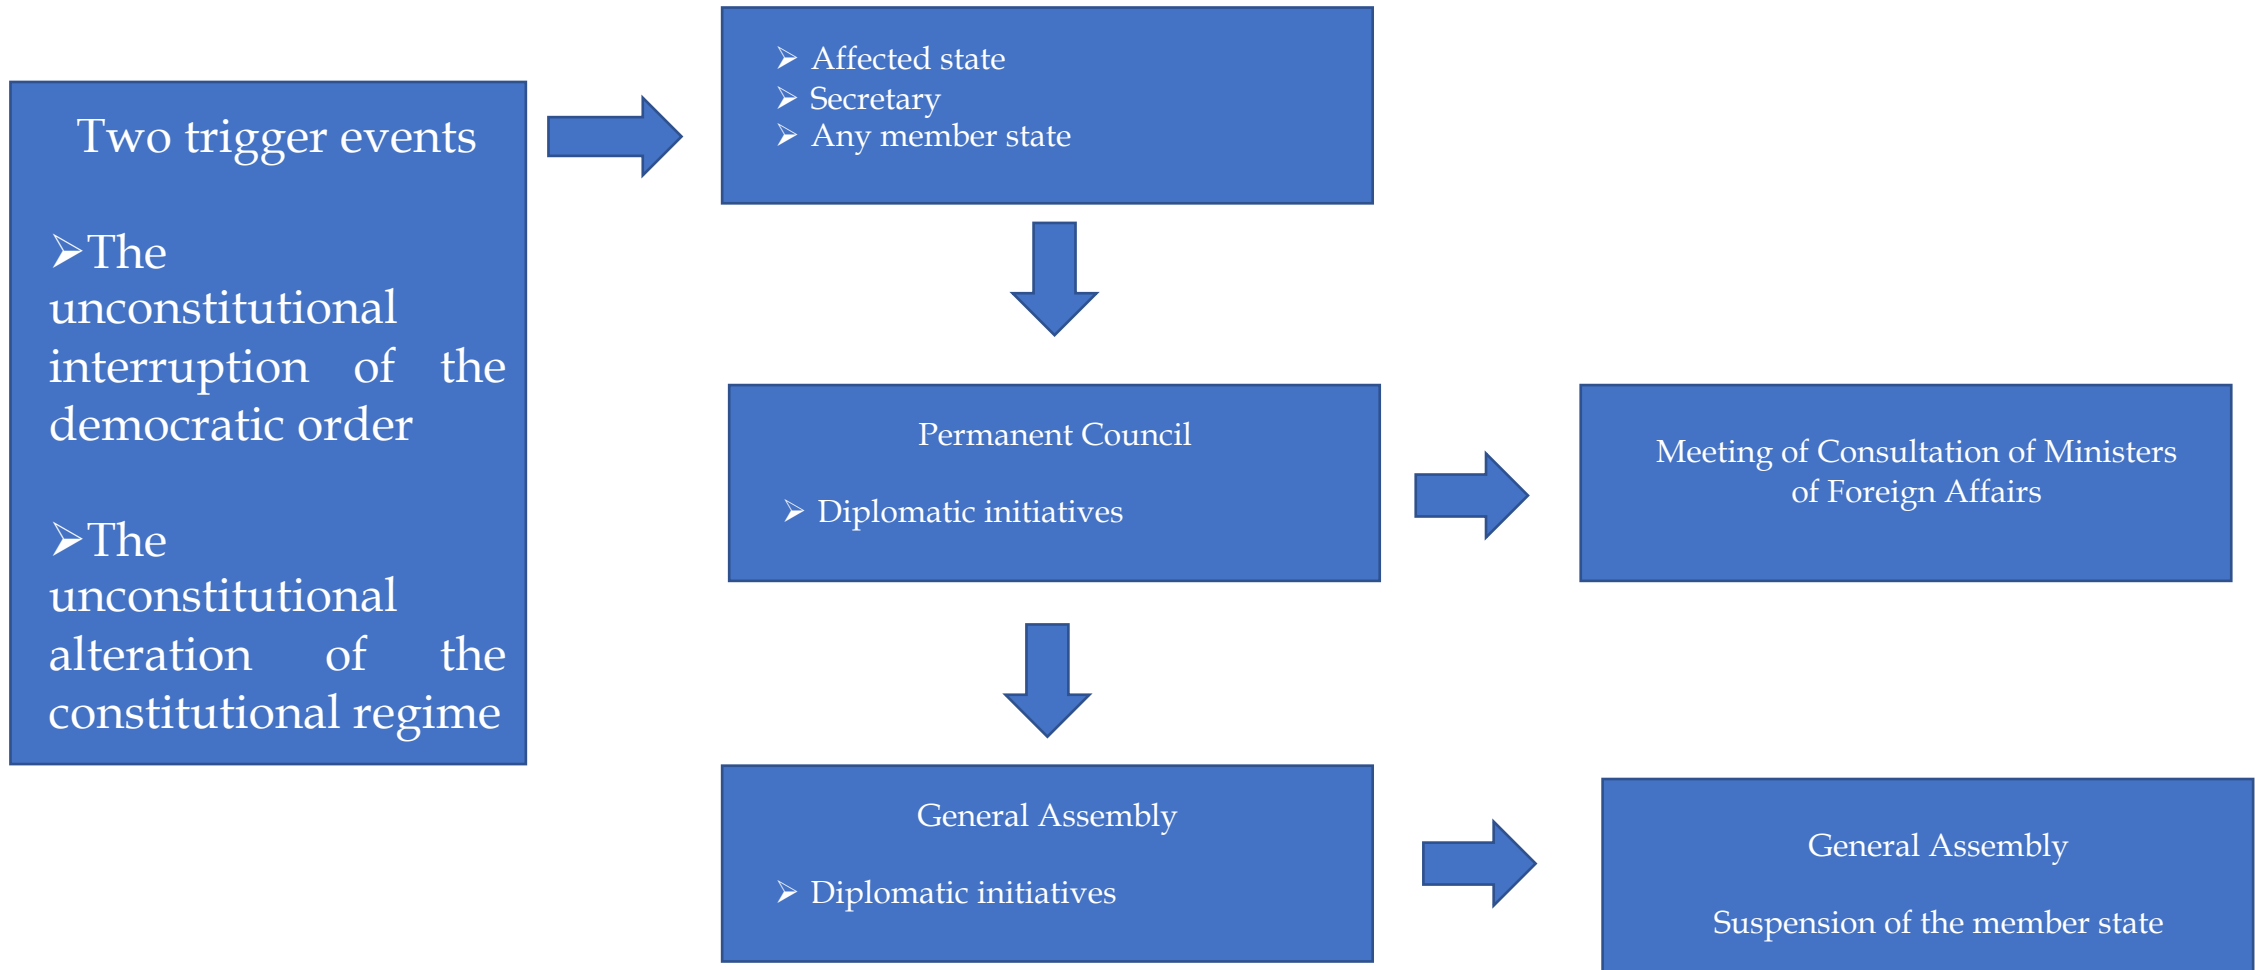 Two trigger events
➢The
unconstitutional
interruption of the
democratic order
➢The
unconstitutional
alteration of the
constitutional regime
➢ Affected state
➢ Secretary
➢ Any member state
Permanent Council
➢ Diplomatic initiatives
Meeting of Consultation of Ministers
of Foreign Affairs
General Assembly
➢ Diplomatic initiatives
General Assembly
Suspension of the member state